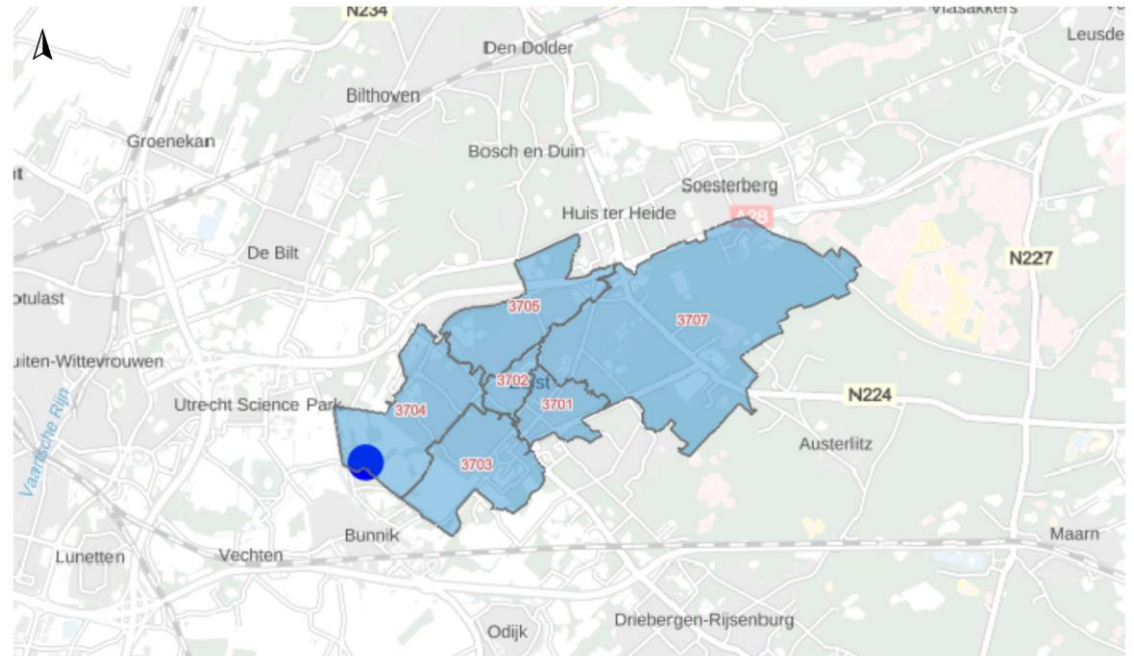 N234
Vlasakkers
Leusde
Den Dolder
Bilthoven
Groenekan
Bosch en Duin
Soesterberg
Huis ter Heide
A28
De Bilt
N227
otulast
3705
3707
uiten-Wittevrouwen
3702
ist
N224
Utrecht Science Park
3704
3701
Vaartsche Rijn
Austerlitz
3703
Bunnik
Maarn
Lunetten
Vechten
Driebergen-Rijsenburg
Odijk